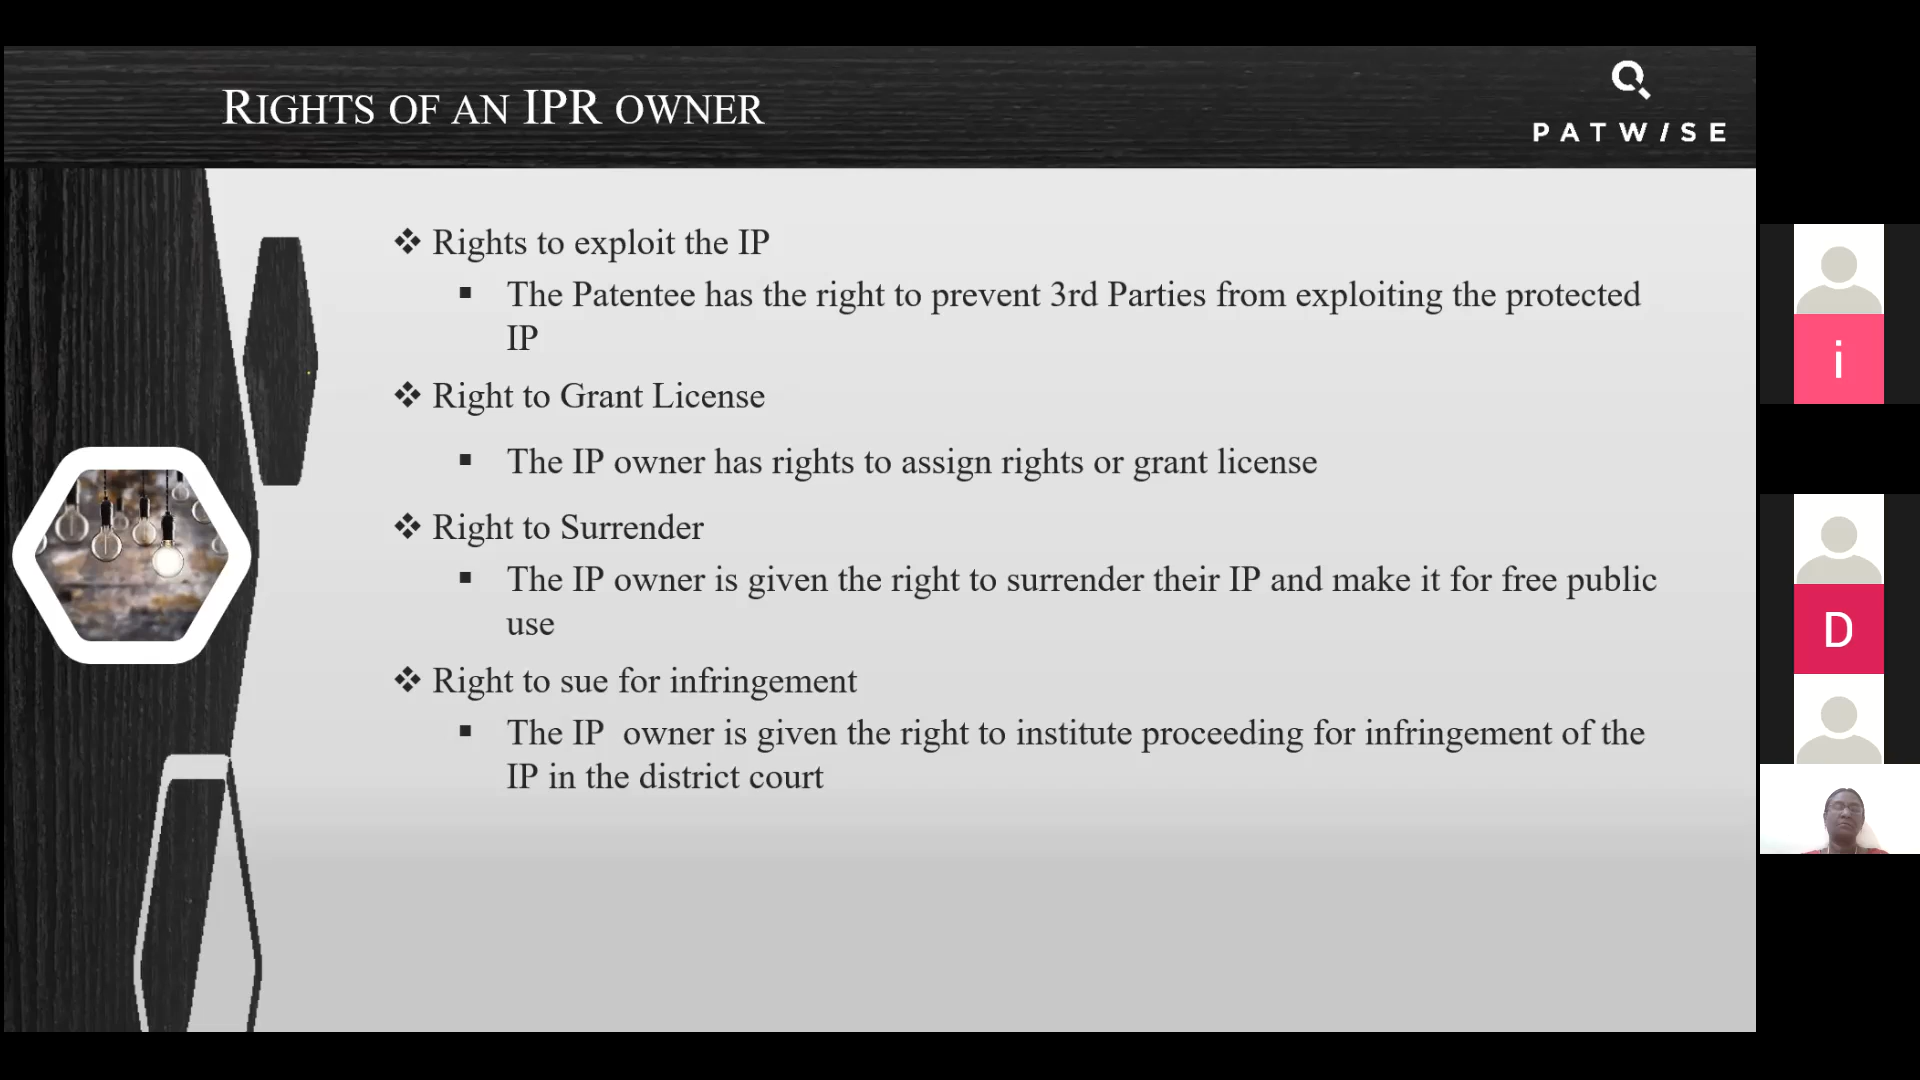 RIGHTS OF AN IPR OWNER
PATWISE
❖ Rights to exploit the IP
▪ The Patentee has the right to prevent 3rd Parties from exploiting the protected
IP
❖ Right to Grant License
▪ The IP owner has rights to assign rights or grant license
❖ Right to Surrender
▪ The IP owner is given the right to surrender their IP and make it for free public
use
❖ Right to sue for infringement
▪ The IP  owner is given the right to institute proceeding for infringement of the
IP in the district court
i
D